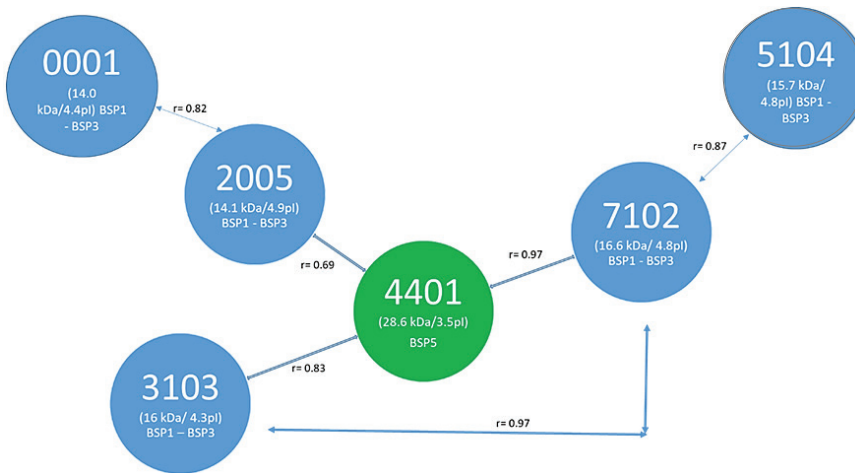 0001
(14.0
kDa/4.4pI) BSP1
- BSP3
5104
(15.7 kDa/
4.8pI) BSP1 -
BSP3
r= 0.82
r= 0.87
2005
(14.1 kDa/4.9pI)
BSP1 - BSP3
7102
(16.6 kDa/ 4.8pI)
BSP1 - BSP3
r= 0.69
r= 0.97
4401
(28.6 kDa/3.5pI)
BSP5
3103
(16 kDa/ 4.3pI)
BSP1 – BSP3
r= 0.83
r= 0.97